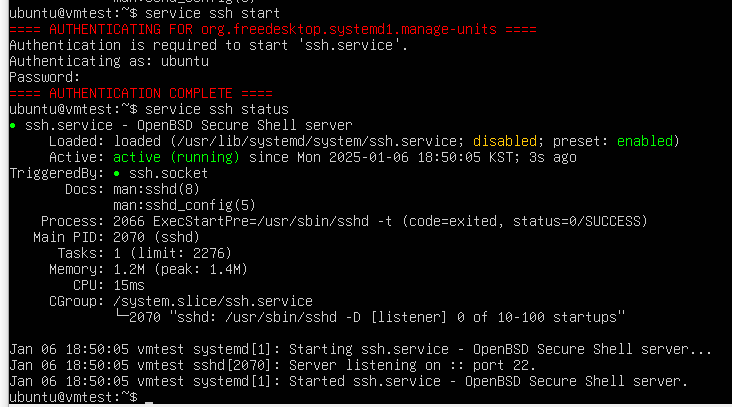 man:sshd_config(5)
ubuntu@vmtest:~$ service ssh start
==== AUTHENTICATING FOR org.freedesktop.systemd1.manage-units ====
Authentication is required to start 'ssh.service'.
Authenticating as: ubuntu
Password:
==== AUTHENTICATION COMPLETE ====
ubuntu@vmtest:~$ service ssh status
● ssh.service - OpenBSD Secure Shell server
Loaded: loaded (/usr/lib/systemd/system/ssh.service; disabled; preset: enabled)
Active: active (running) since Mon 2025-01-06 18:50:05 KST; 3s ago
TriggeredBy: ● ssh.socket
Docs: man:sshd(8)
man:sshd_config(5)
Process: 2066 ExecStartPre=/usr/sbin/sshd -t (code=exited, status=0/SUCCESS)
Main PID: 2070 (sshd)
Tasks: 1 (limit: 2276)
Memory: 1.2M (peak: 1.4M)
CPU: 15ms
CGroup: /system.slice/ssh.service
└─2070 "sshd: /usr/sbin/sshd -D [listener] 0 of 10-100 startups"
Jan 06 18:50:05 vmtest systemd[1]: Starting ssh.service - OpenBSD Secure Shell server...
Jan 06 18:50:05 vmtest sshd[2070]: Server listening on :: port 22.
Jan 06 18:50:05 vmtest systemd[1]: Started ssh.service - OpenBSD Secure Shell server.
ubuntu@vmtest:~$ _